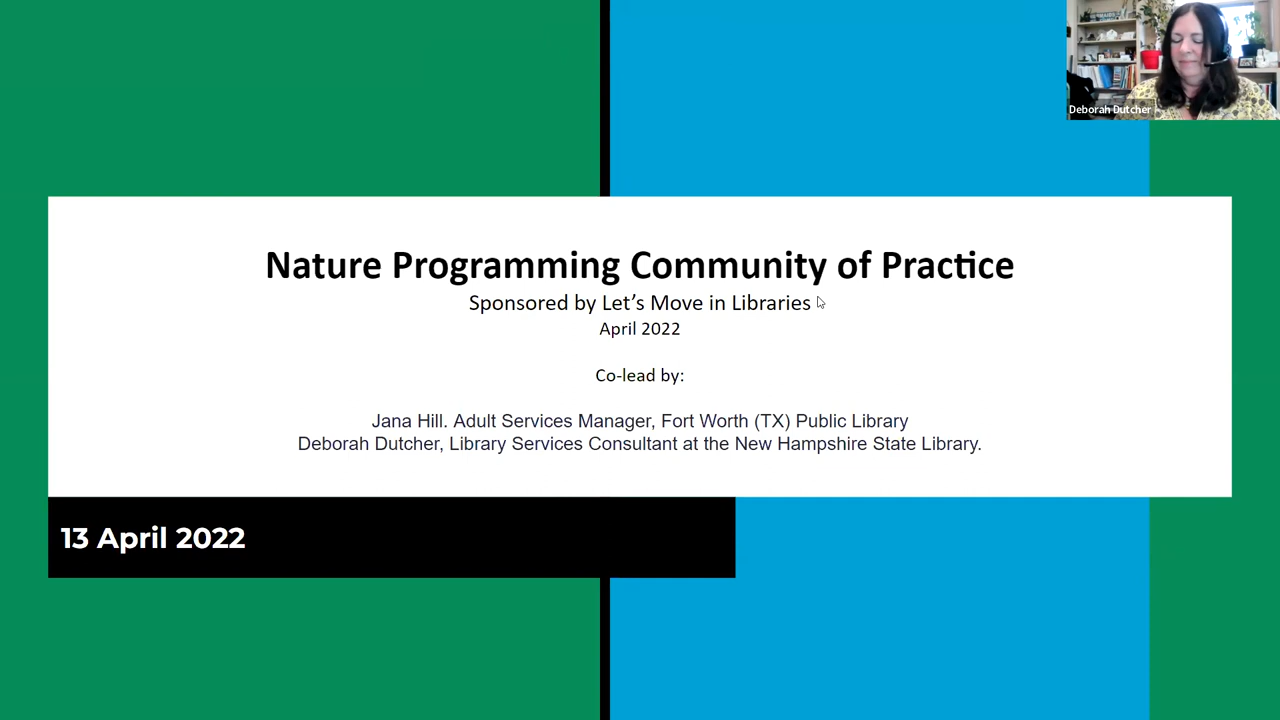 Deborah Dutcher
Nature Programming Community of Practice
Sponsored by Let's Move in Libraries
April 2022
Co-lead by:
Jana Hill. Adult Services Manager, Fort Worth (TX) Public Library
Deborah Dutcher, Library Services Consultant at the New Hampshire State Library.
13 April 2022